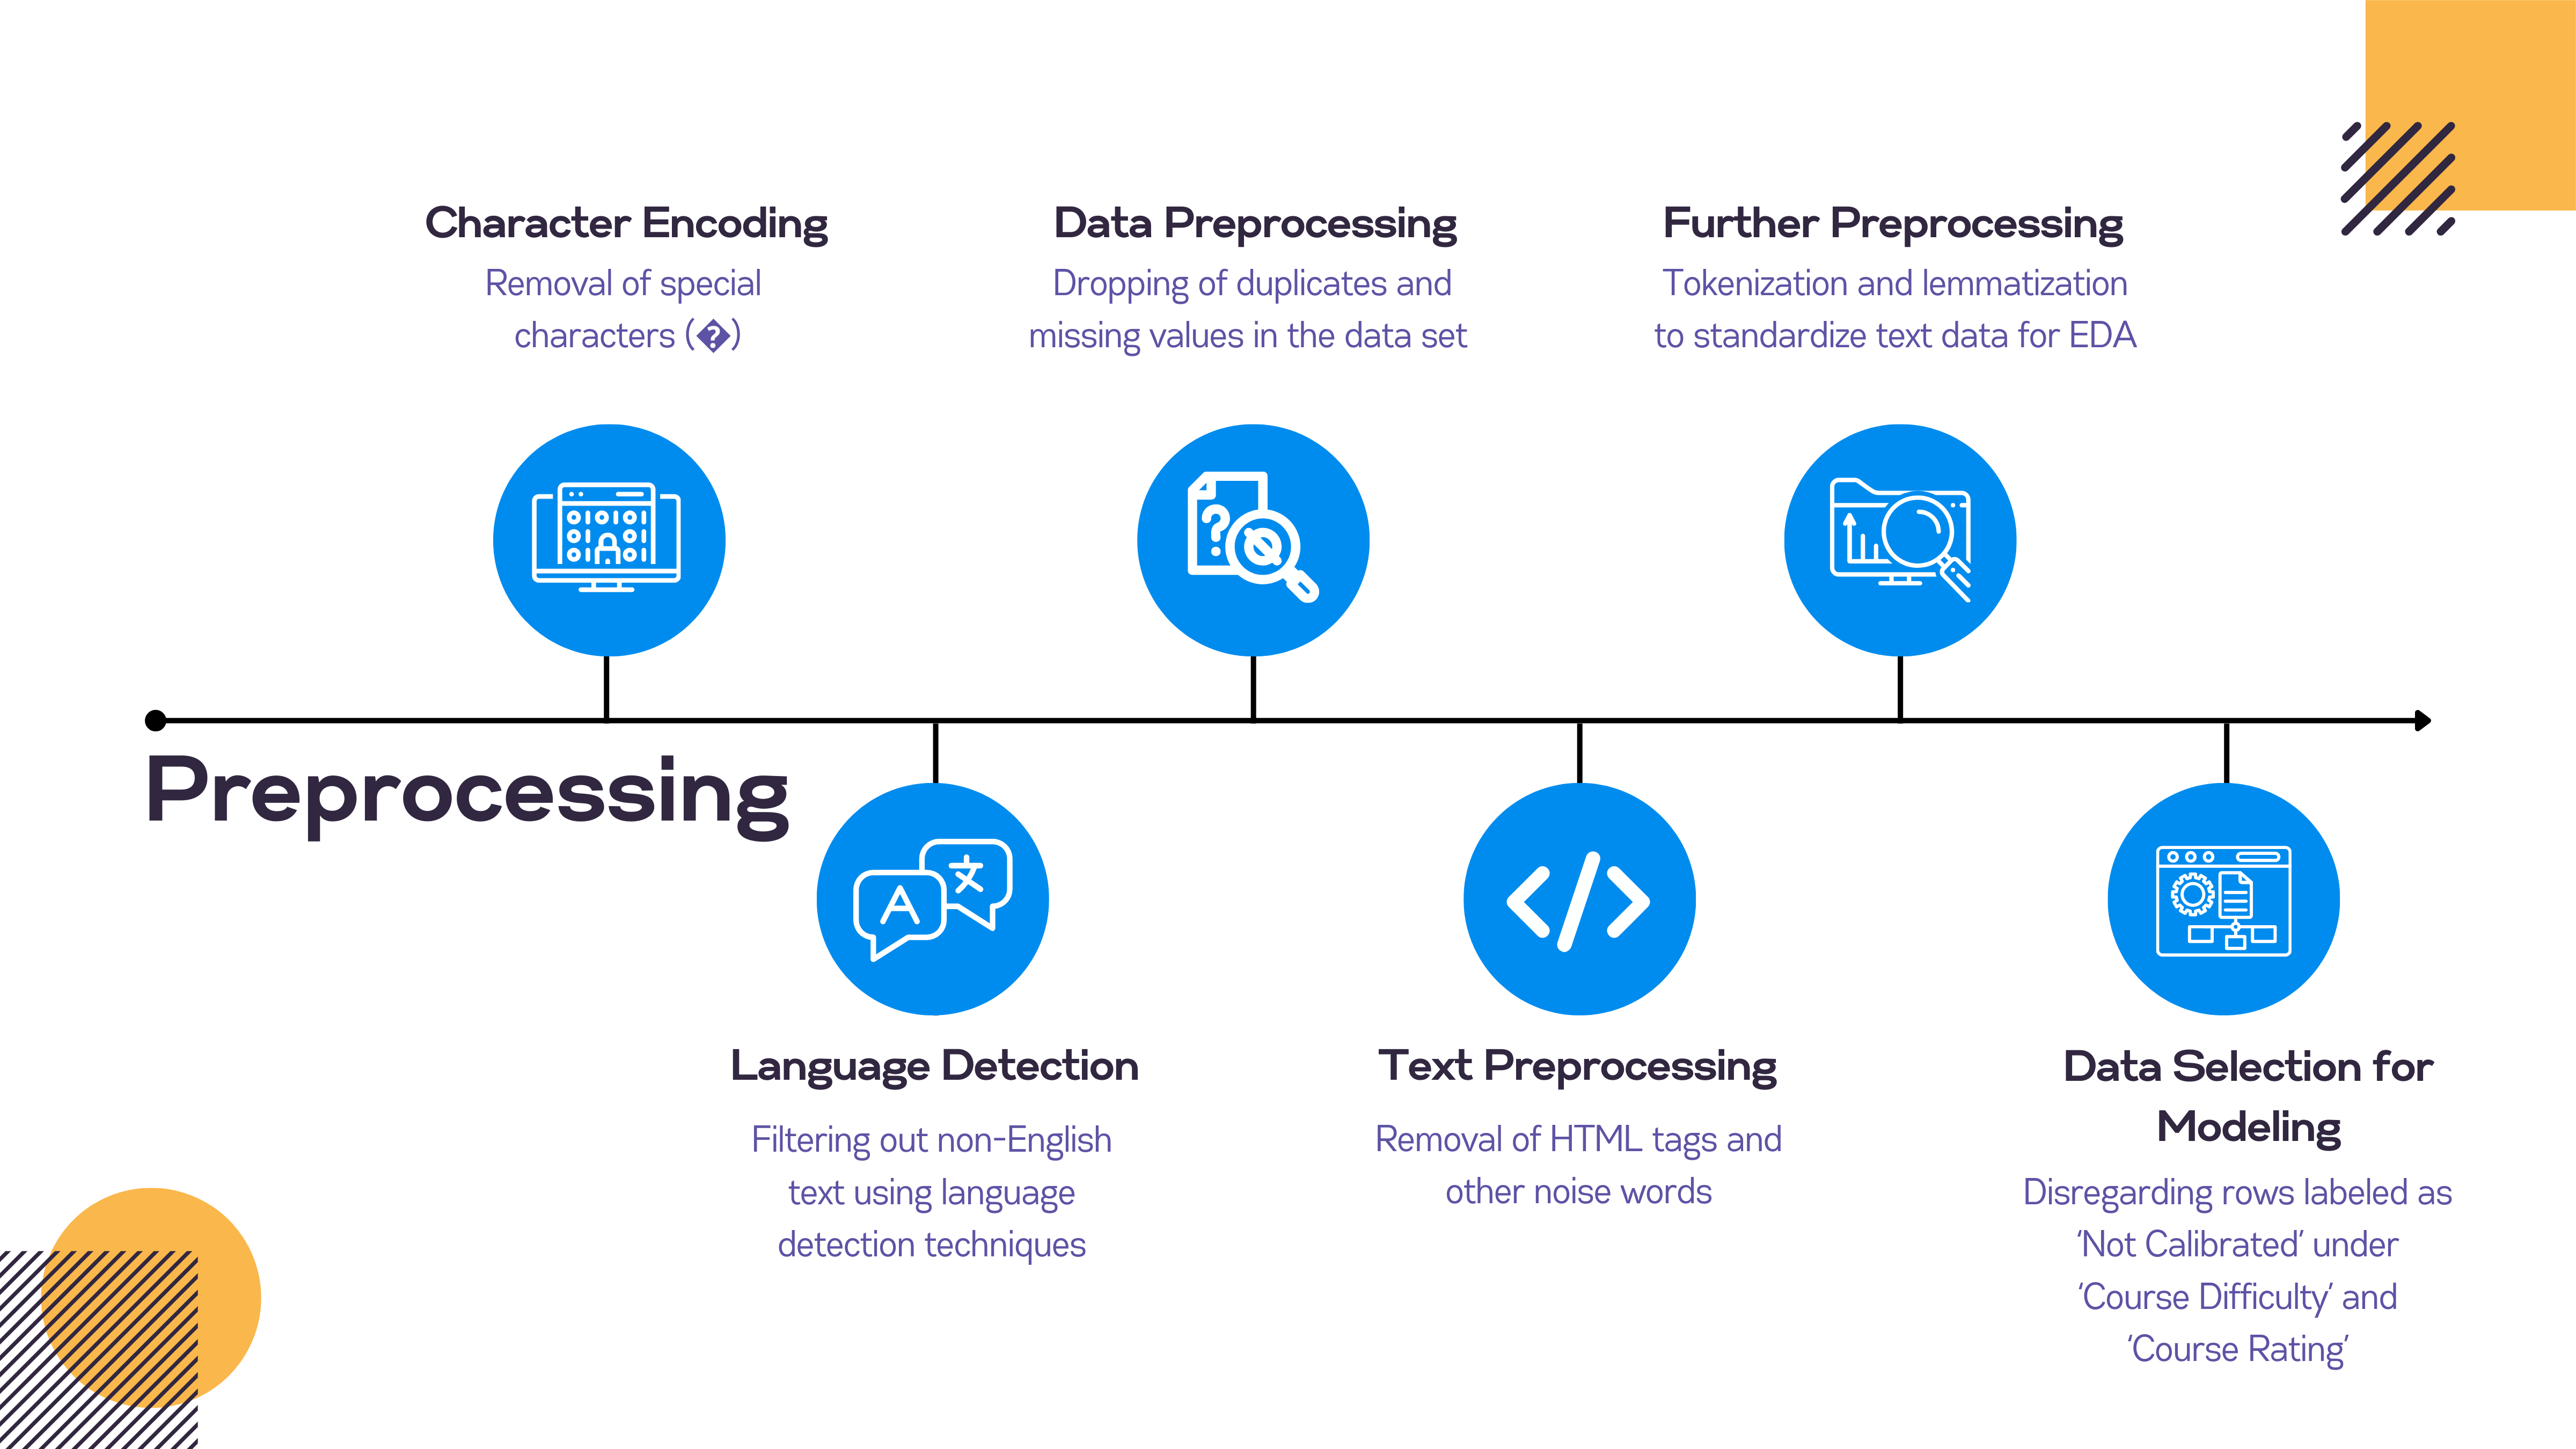 Character Encoding
Removal of special
characters (�)
Data Preprocessing
Dropping of duplicates and
missing values in the data set
Further Preprocessing
Tokenization and lemmatization
to standardize text data for EDA
Preprocessing
A 文
Language Detection
Filtering out non-English
text using language
detection techniques
</>
Text Preprocessing
Removal of HTML tags and
other noise words
Data Selection for
Modeling
Disregarding rows labeled as
‘Not Calibrated’ under
‘Course Difficulty’ and
‘Course Rating’